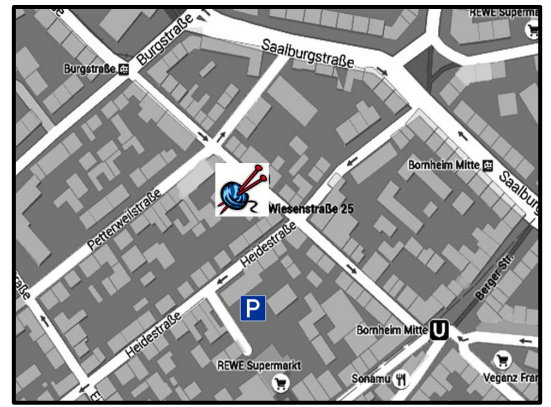 REWE Superma
Burgstraße
Saalburgstraße
Burgstraße
Bornheim Mitte
Saalburg
Wiesenstraße 25
Petterweilstraße
Heidestraße
Berger Str.
P
Heidestraße
Bornheim Mitte U
REWE Supermarkt
Sonamu
Veganz Fran